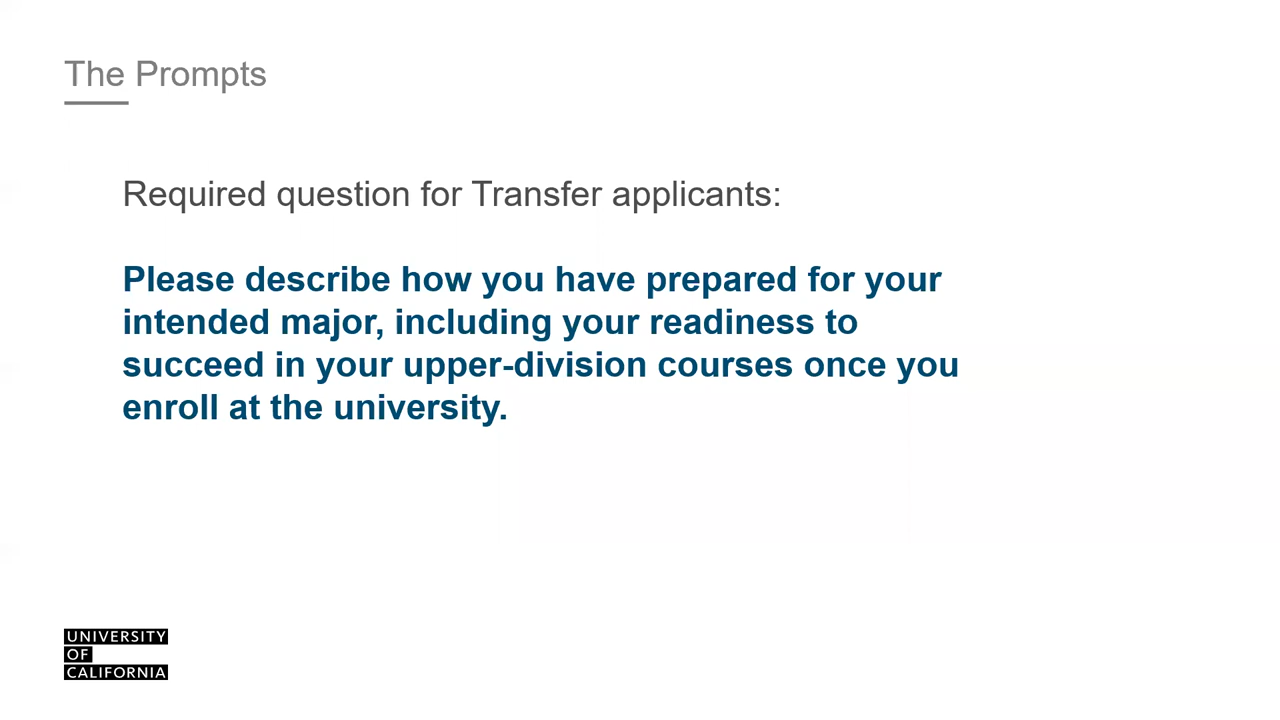 The Prompts
Required question for Transfer applicants:
Please describe how you have prepared for your
intended major, including your readiness to
succeed in your upper-division courses once you
enroll at the university.
UNIVERSITY
OF
CALIFORNIA